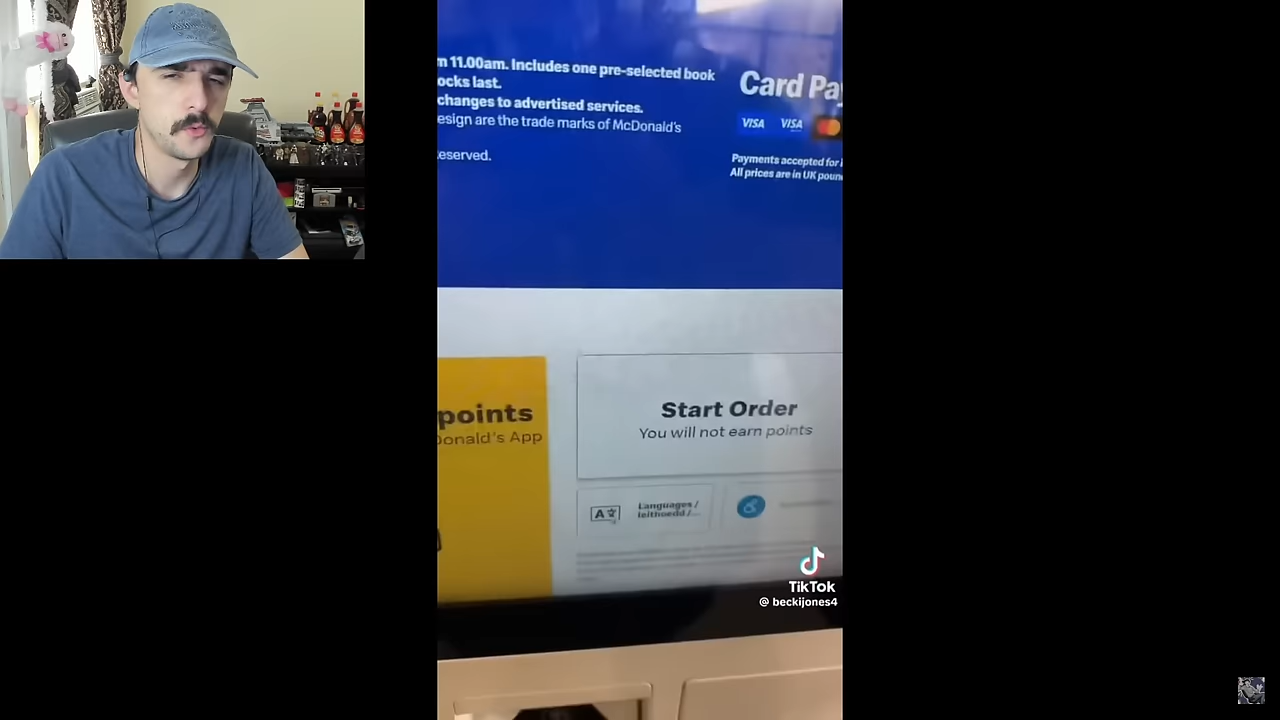 n 11.00am. Includes one pre-selected book
ocks last.
changes to advertised services.
esign are the trade marks of McDonald's
eserved.
Card Pay
VISA VISA
Payments accepted for
All prices are in UK poun
points
Donald's App
Start Order
You will not earn points
Languages /
Ieithoedd /...
TikTok
@ beckijones4